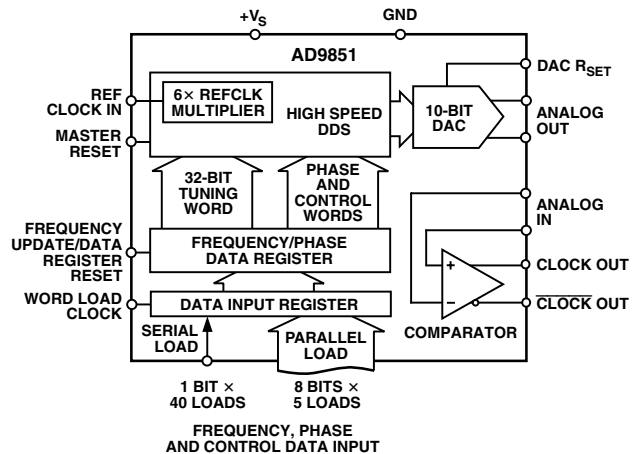 +VS
GND
AD9851
REF
CLOCK IN
6× REFCLK
MULTIPLIER
HIGH SPEED
DDS
10-BIT
DAC
DAC RSET
ANALOG
OUT
MASTER
RESET
32-BIT
TUNING
WORD
PHASE
AND
CONTROL
WORDS
ANALOG
IN
FREQUENCY
UPDATE/DATA
REGISTER
RESET
FREQUENCY/PHASE
DATA REGISTER
+
CLOCK OUT
WORD LOAD
CLOCK
DATA INPUT REGISTER
–
CLOCK OUT
COMPARATOR
SERIAL
LOAD
PARALLEL
LOAD
1 BIT ×
40 LOADS
8 BITS ×
5 LOADS
FREQUENCY, PHASE
AND CONTROL DATA INPUT